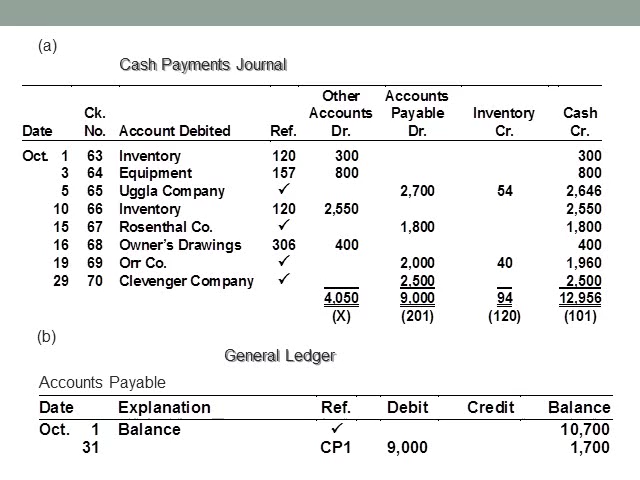 (a)
Cash Payments Journal
Other Accounts
Ck. Accounts Payable Inventory Cash
Date No. Account Debited Ref. Dr. Dr. Cr. Cr.
Oct. 1 63 Inventory 120 300 300
3 64 Equipment 157 800 800
5 65 Uggla Company ✓ 2,700 54 2,646
10 66 Inventory 120 2,550 2,550
15 67 Rosenthal Co. ✓ 1,800 1,800
16 68 Owner's Drawings 306 400 400
19 69 Orr Co. ✓ 2,000 40 1,960
29 70 Clevenger Company ✓ 2,500 2,500
4,050 9,000 94 12,956
(X) (201) (120) (101)
(b)
General Ledger
Accounts Payable
Date Explanation Ref. Debit Credit Balance
Oct. 1 Balance ✓ 10,700
31 CP1 9,000 1,700